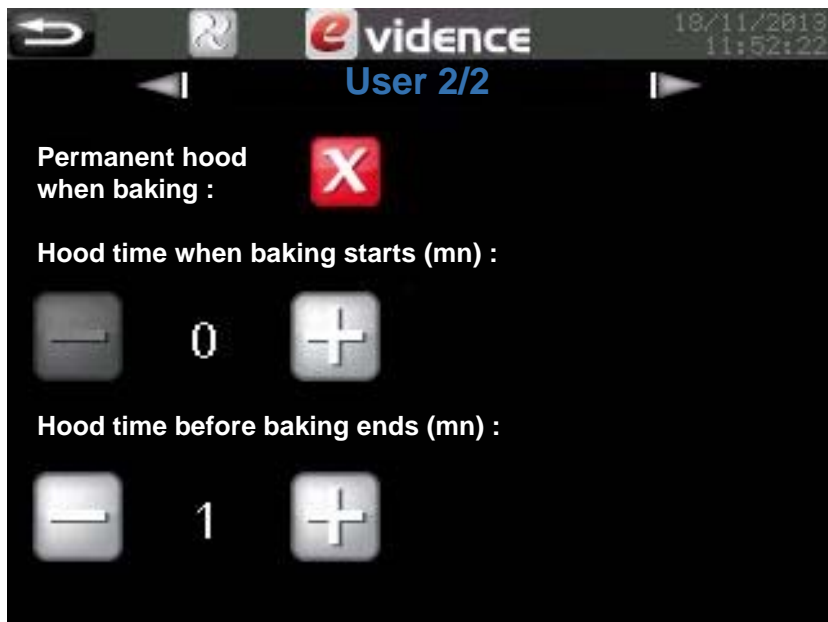 evidence
18/11/2013
11:52:22
User 2/2
Permanent hood
when baking :
X
Hood time when baking starts (mn) :
0
Hood time before baking ends (mn) :
1